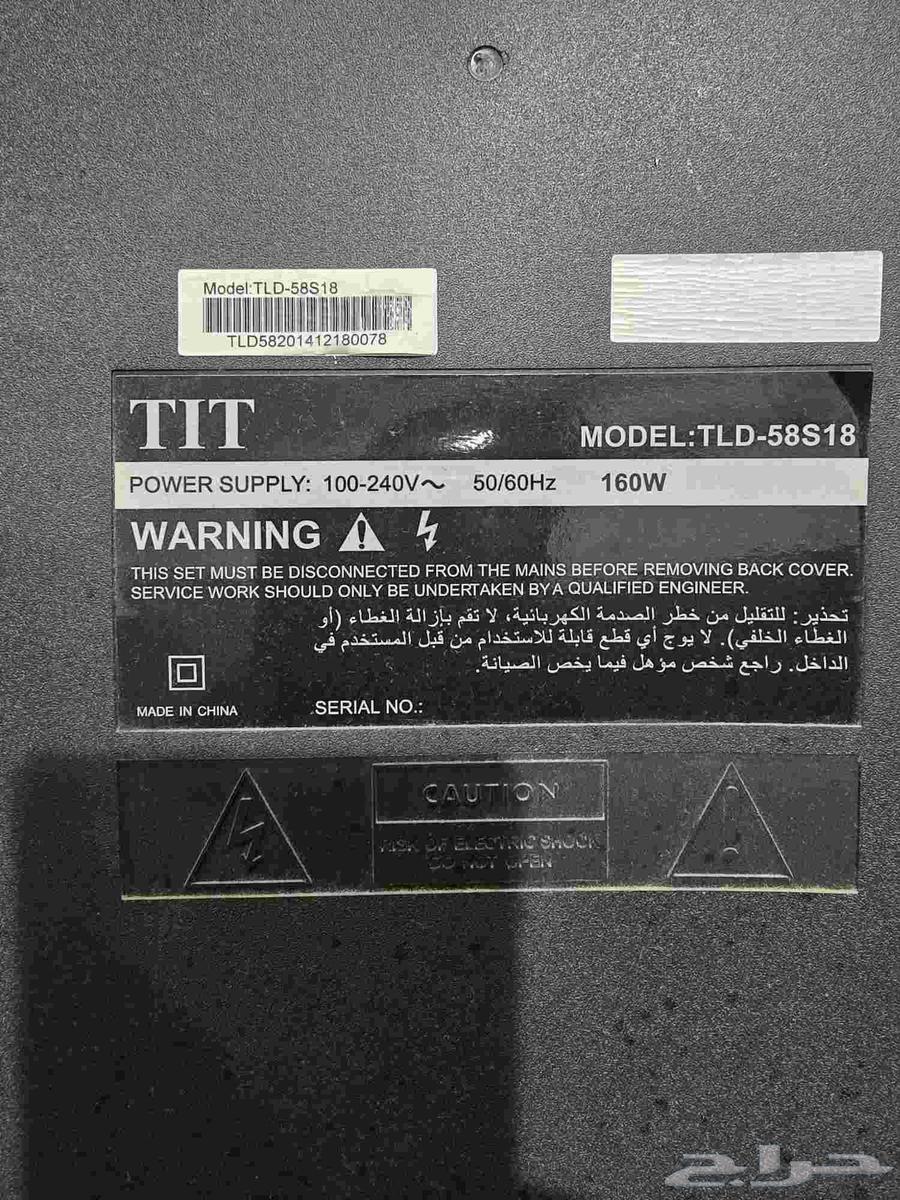 Model:TLD-58S18
TLD58201412180078
TIT
MODEL:TLD-58S18
POWER SUPPLY: 100-240V～ 50/60Hz 160W
WARNING
THIS SET MUST BE DISCONNECTED FROM THE MAINS BEFORE REMOVING BACK COVER.
SERVICE WORK SHOULD ONLY BE UNDERTAKEN BY A QUALIFIED ENGINEER.
تحذير: للتقليل من خطر الصدمة الكهربائية، لا تقم بإزالة الغطاء (أو
الغطاء الخلفي). لا يوج أي قطع قابلة للاستخدام من قبل المستخدم في
الداخل. راجع شخص مؤهل فيما يخص الصيانة.
MADE IN CHINA
SERIAL NO.:
CAUTION
RISK OF ELECTRIC SHOCK
DO NOT OPEN
حراج